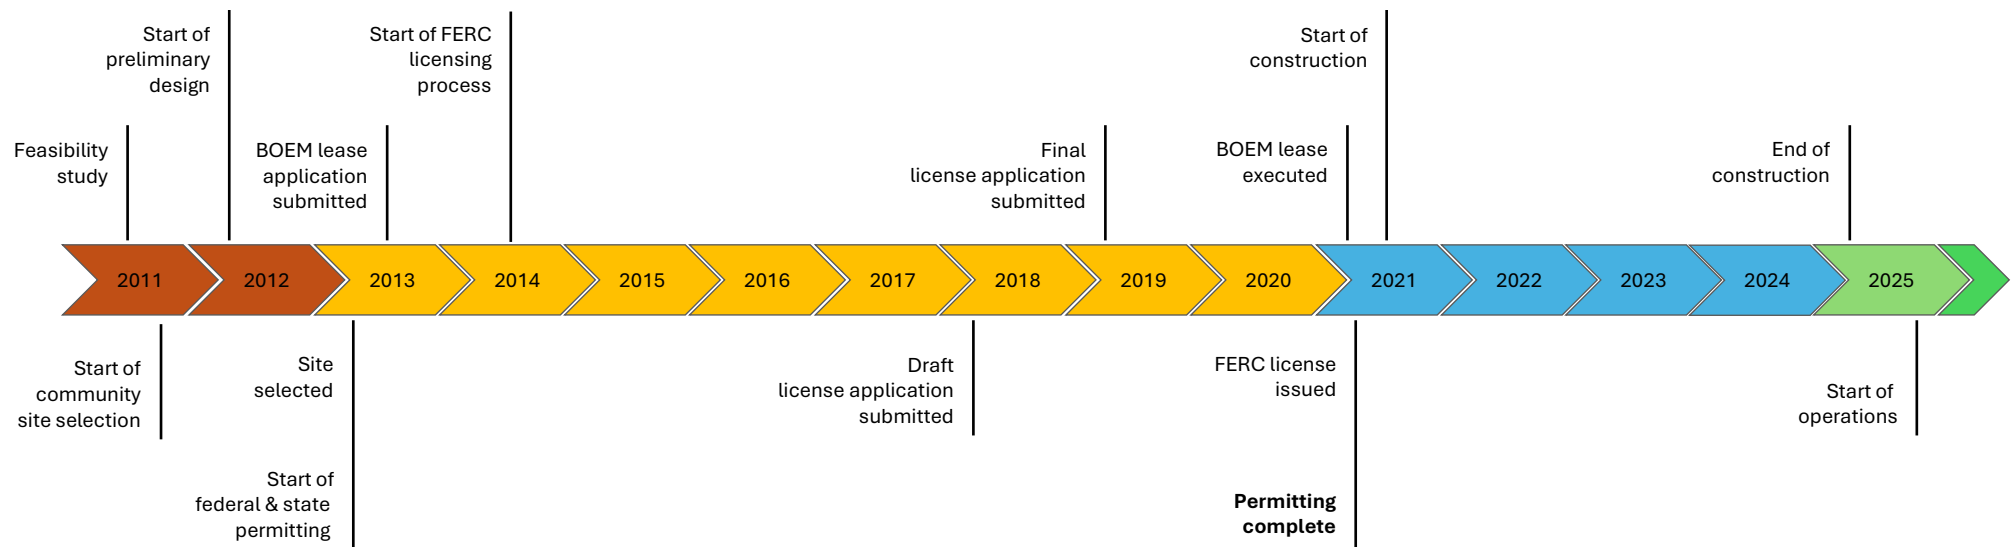 Start of
preliminary
design
Start of FERC
licensing
process
Start of
construction
Feasibility
study
BOEM lease
application
submitted
Final
license application
submitted
BOEM lease
executed
End of
construction
2011
2012
2013
2014
2015
2016
2017
2018
2019
2020
2021
2022
2023
2024
2025
Start of
community
site selection
Site
selected
Draft
license application
submitted
FERC license
issued
Start of
operations
Start of
federal & state
permitting
Permitting
complete